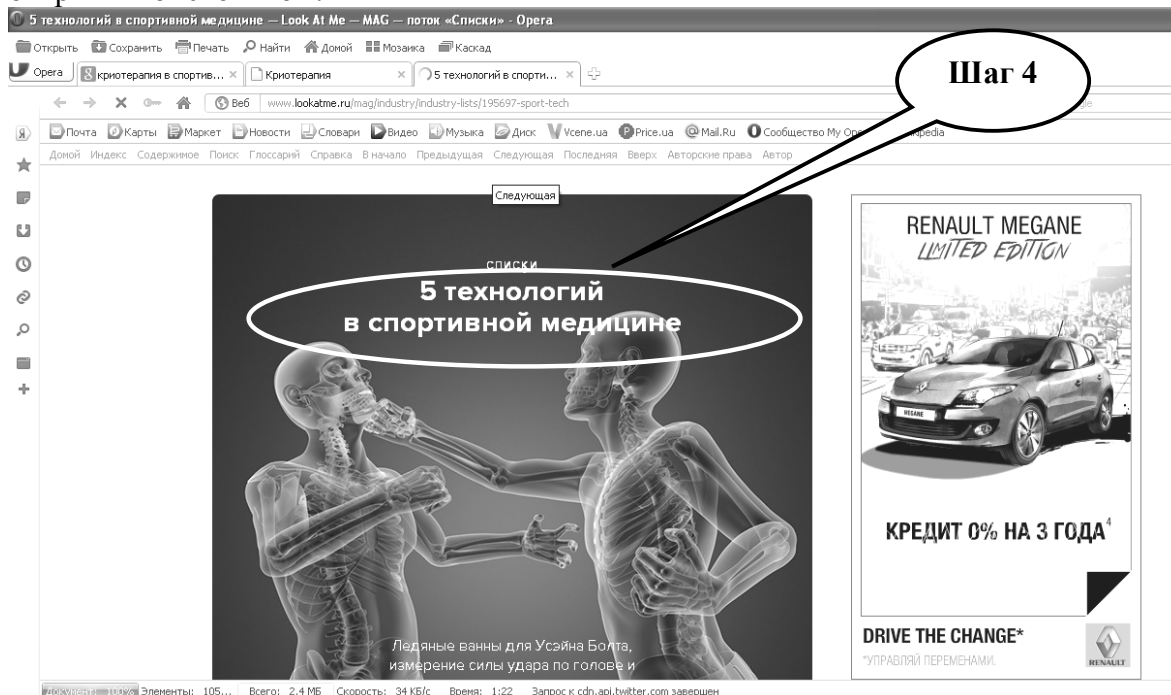 5 технологий в спортивной медицине — Look At Me — MAG — поток «Списки» - Opera
Шаг 4
Открыть Сохранить Печать Найти Домой Мозаика Каскад
Opera криотерапия в спортив... × Криотерапия × 5 технологий в спорти... ×
Веб www.lookatme.ru/mag/industry/industry-lists/195697-sport-tech
Почта Карты Маркет Новости Словари Видео Музыка Диск Vcene.ua Price.ua @Mail.Ru Сообщество My
Домой Индекс Содержимое Поиск Глоссарий Справка В начало Предыдущая Следующая Последняя Вверх Авторские права Автор
Следующая
списки
5 технологий
в спортивной медицине
Ледяные ванны для Усэйна Болта,
измерение силы удара по голове и
RENAULT MEGANE
LIMITED EDITION
MEGANE
КРЕДИТ 0% НА 3 ГОДА4
DRIVE THE CHANGE*
*УПРАВЛЯЙ ПЕРЕМЕНАМИ.
RENAULT
Документ: 100% Элементы: 105... Всего: 2.4 МБ Скорость: 34 КБ/с Время: 1:22 Запрос к cdn.api.twitter.com завершен